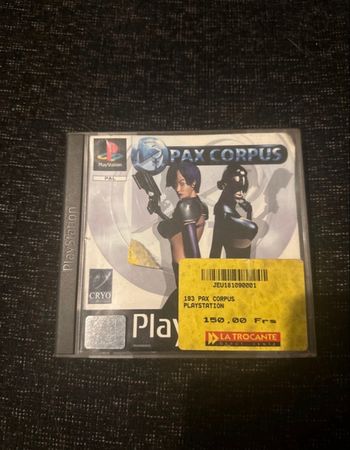 PlayStation
PAL
PAX CORPUS
PlayStation
CRYO
JEU181090001
183 PAX CORPUS
PLAYSTATION
150,00 Frs
LA TROCANTE
Play